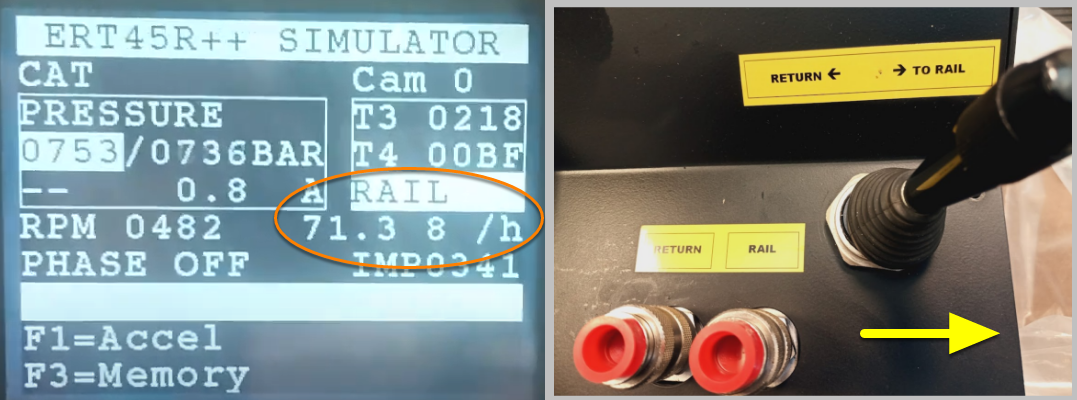 ERT45R++ SIMULATOR
CAT Cam 0
PRESSURE T3 0218
0753/0736BAR T4 00BF
-- 0.8 A RAIL
RPM 0482 71.3 8 /h
PHASE OFF IMP0341
F1=Accel
F3=Memory
RETURN ← → TO RAIL
RETURN RAIL